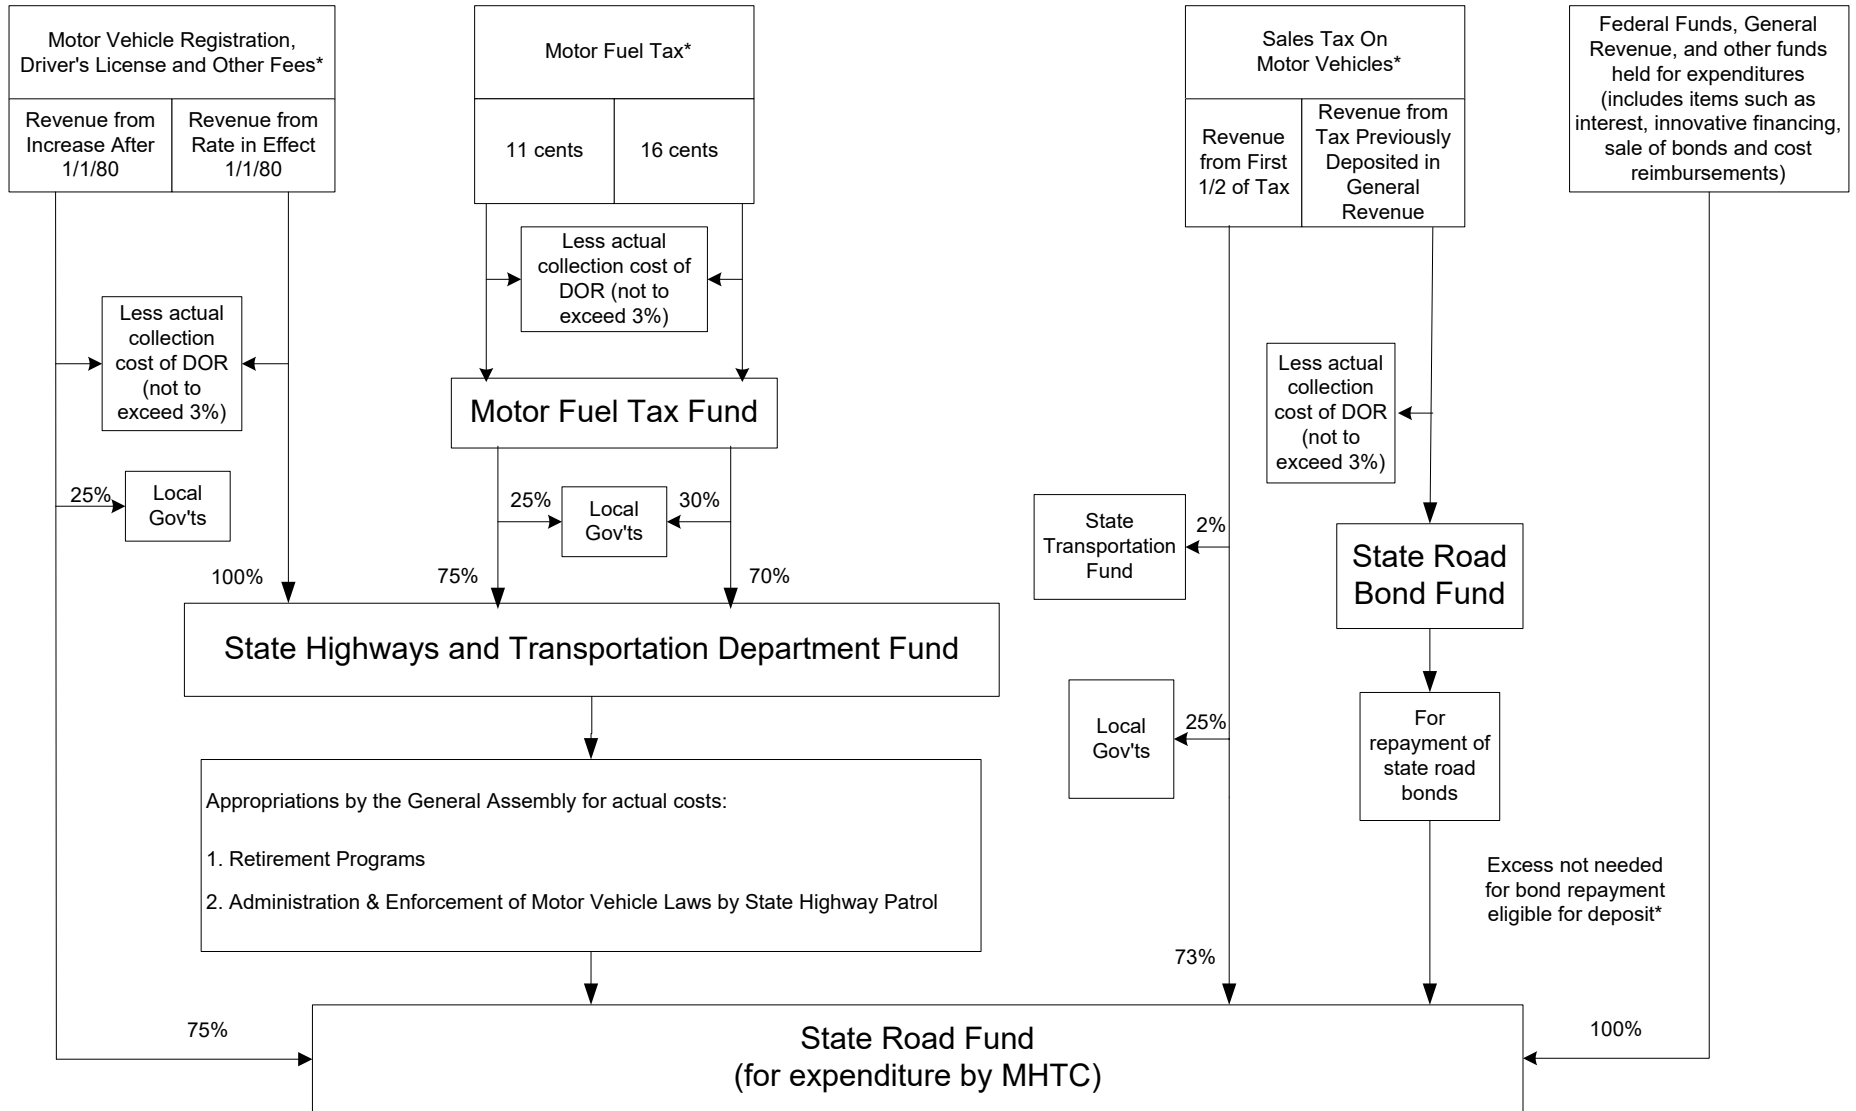 Motor Vehicle Registration,
Driver's License and Other Fees*
Revenue from
Increase After
1/1/80
Revenue from
Rate in Effect
1/1/80
Motor Fuel Tax*
11 cents
16 cents
Sales Tax On
Motor Vehicles*
Revenue
from First
1/2 of Tax
Revenue from
Tax Previously
Deposited in
General
Revenue
Federal Funds, General
Revenue, and other funds
held for expenditures
(includes items such as
interest, innovative financing,
sale of bonds and cost
reimbursements)
Less actual
collection cost of
DOR (not to
exceed 3%)
Less actual
collection
cost of DOR
(not to
exceed 3%)
Less actual
collection
cost of DOR
(not to
exceed 3%)
Motor Fuel Tax Fund
25%
Local
Gov'ts
25%
Local
Gov'ts
30%
100%
75%
70%
State
Transportation
Fund
2%
State Road
Bond Fund
State Highways and Transportation Department Fund
Local
Gov'ts
25%
For
repayment of
state road
bonds
Appropriations by the General Assembly for actual costs:
1. Retirement Programs
2. Administration & Enforcement of Motor Vehicle Laws by State Highway Patrol
Excess not needed
for bond repayment
eligible for deposit*
73%
75%
100%
State Road Fund
(for expenditure by MHTC)